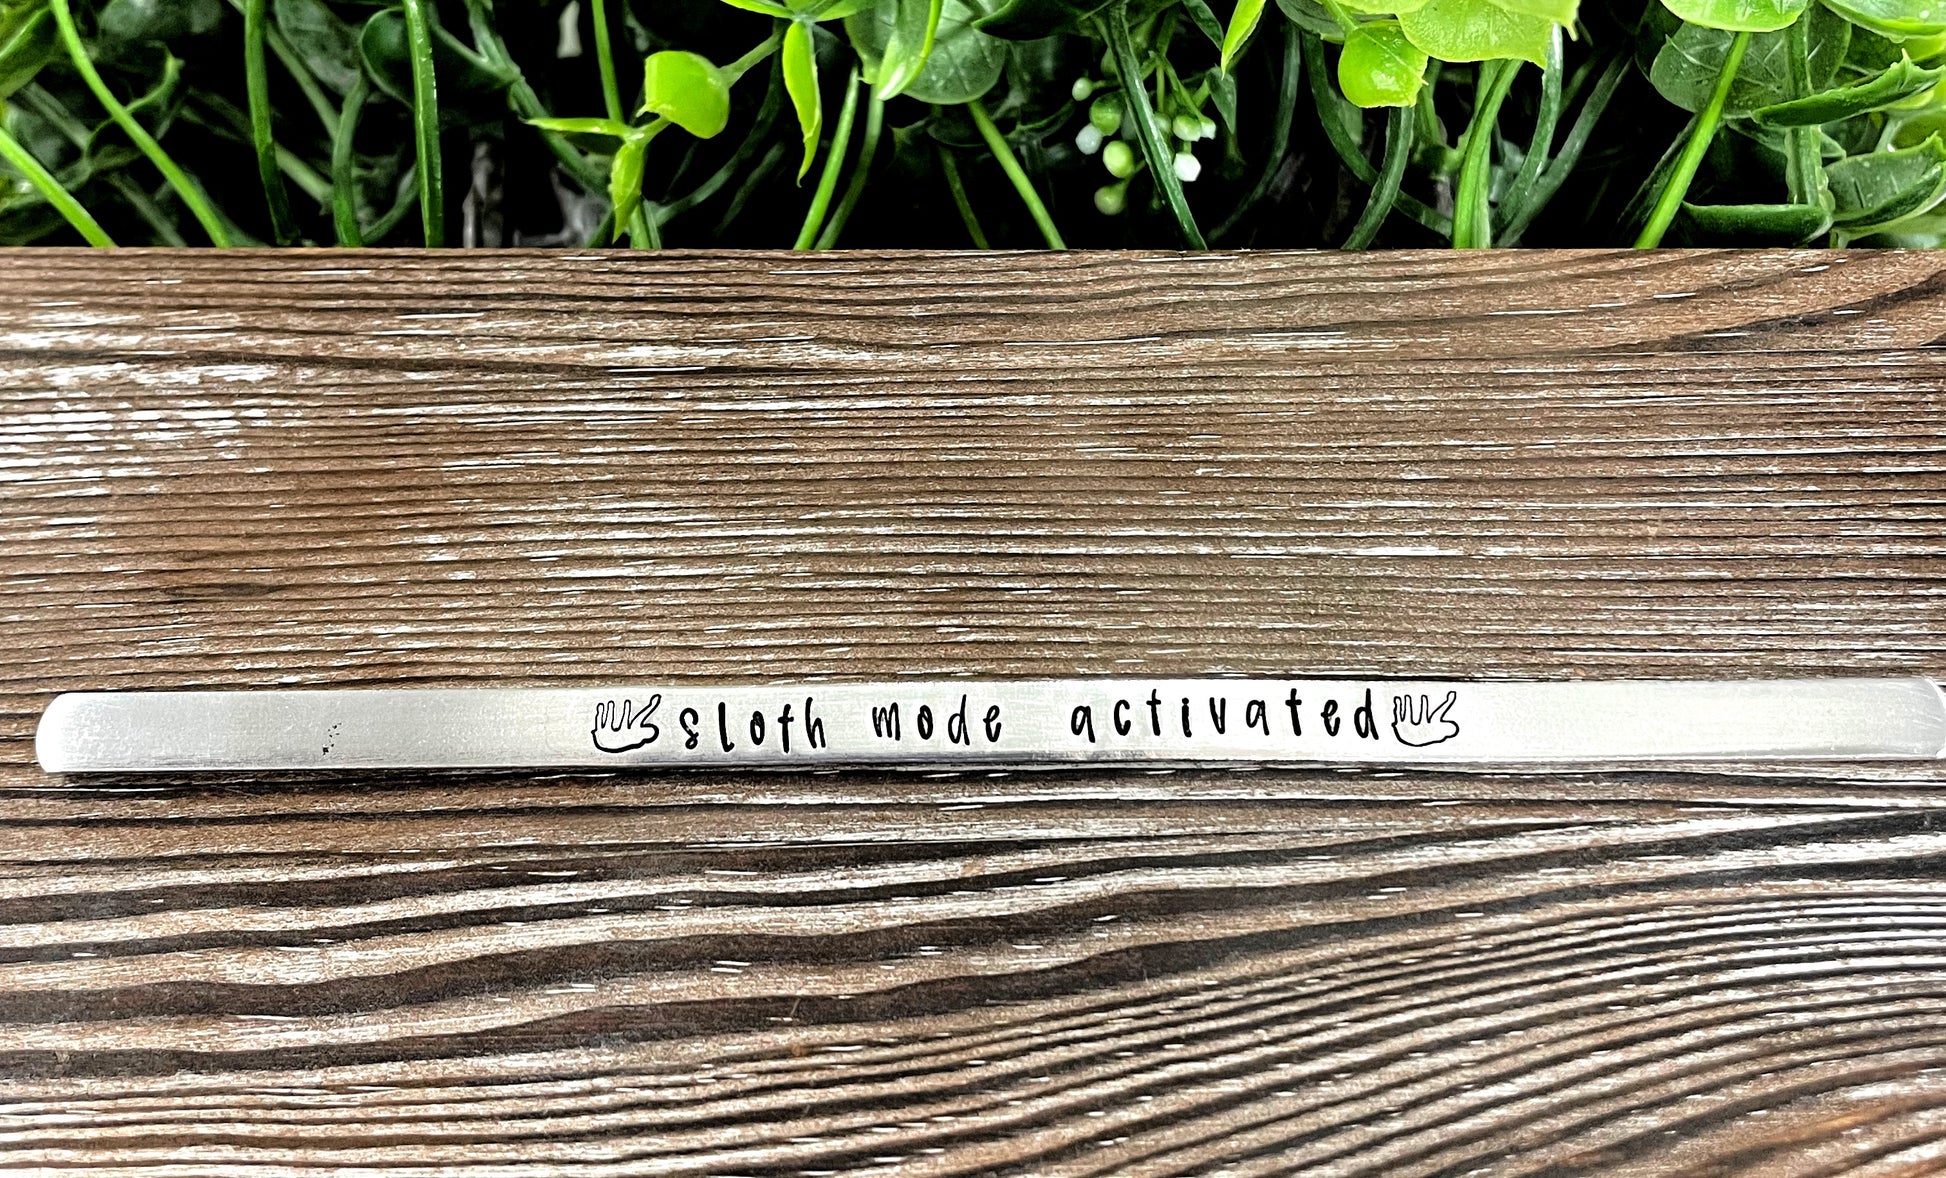 sloth mode activated